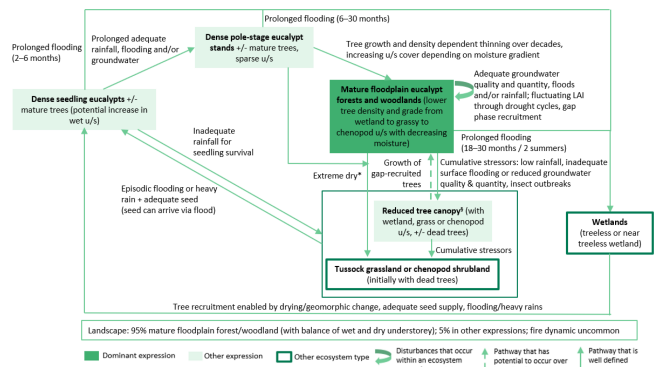 Prolonged flooding (6–30 months)
Prolonged flooding
(2–6 months)
Prolonged adequate
rainfall, flooding and/or
groundwater
Dense pole-stage eucalypt
stands +/- mature trees,
sparse u/s
Tree growth and density dependent thinning over decades,
increasing u/s cover depending on moisture gradient
Dense seedling eucalypts +/-
mature trees (potential increase in
wet u/s)
Mature floodplain eucalypt
forests and woodlands (lower
tree density and grade from
wetland to grassy to
chenopod u/s with decreasing
moisture)
Adequate groundwater
quality and quantity, floods
and/or rainfall; fluctuating LAI
through drought cycles, gap
phase recruitment
Inadequate
rainfall for
seedling survival
Prolonged flooding
(18–30 months / 2 summers)
Extreme dry*
Growth of
gap-recruited
trees
Cumulative stressors: low rainfall, inadequate
surface flooding or reduced groundwater
quality & quantity, insect outbreaks
Episodic flooding or heavy
rain + adequate seed
(seed can arrive via flood)
Reduced tree canopy§ (with
wetland, grass or chenopod
u/s, +/- dead trees)
Wetlands
(treeless or near
treeless wetland)
Cumulative stressors
Tussock grassland or chenopod shrubland
(initially with dead trees)
Tree recruitment enabled by drying/geomorphic change, adequate seed supply, flooding/heavy rains
Landscape: 95% mature floodplain forest/woodland (with balance of wet and dry understorey); 5% in other expressions; fire dynamic uncommon
Dominant expression
Other expression
Other ecosystem type
Disturbances that occur
within an ecosystem
Pathway that has
potential to occur over
Pathway that is
well defined